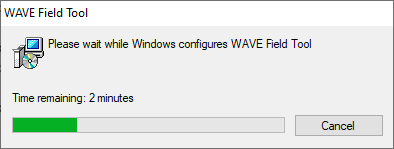 WAVE Field Tool
Please wait while Windows configures WAVE Field Tool
Time remaining: 2 minutes
Cancel